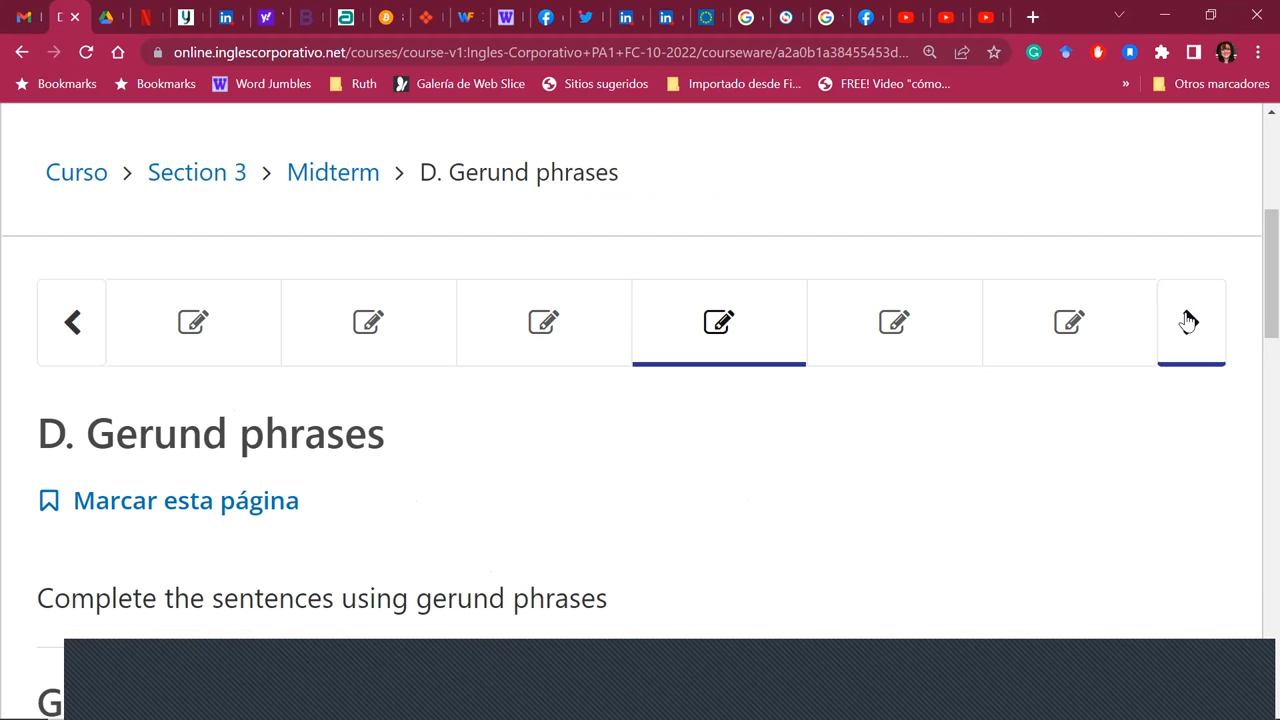 D
online.inglescorporativo.net/courses/course-v1:Ingles-Corporativo+PA1+FC-10-2022/courseware/a2a0b1a38455453d...
Bookmarks Bookmarks Word Jumbles Ruth Galería de Web Slice Sitios sugeridos Importado desde Fi... FREE! Video "cómo... » Otros marcadores
Curso > Section 3 > Midterm > D. Gerund phrases
D. Gerund phrases
Marcar esta página
Complete the sentences using gerund phrases
G